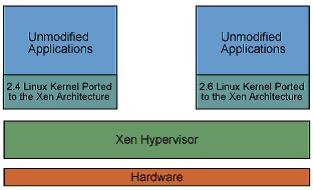 Unmodified
Applications
2.4 Linux Kernel Ported
to the Xen Architecture
Unmodified
Applications
2.6 Linux Kernel Ported
to the Xen Architecture
Xen Hypervisor
Hardware